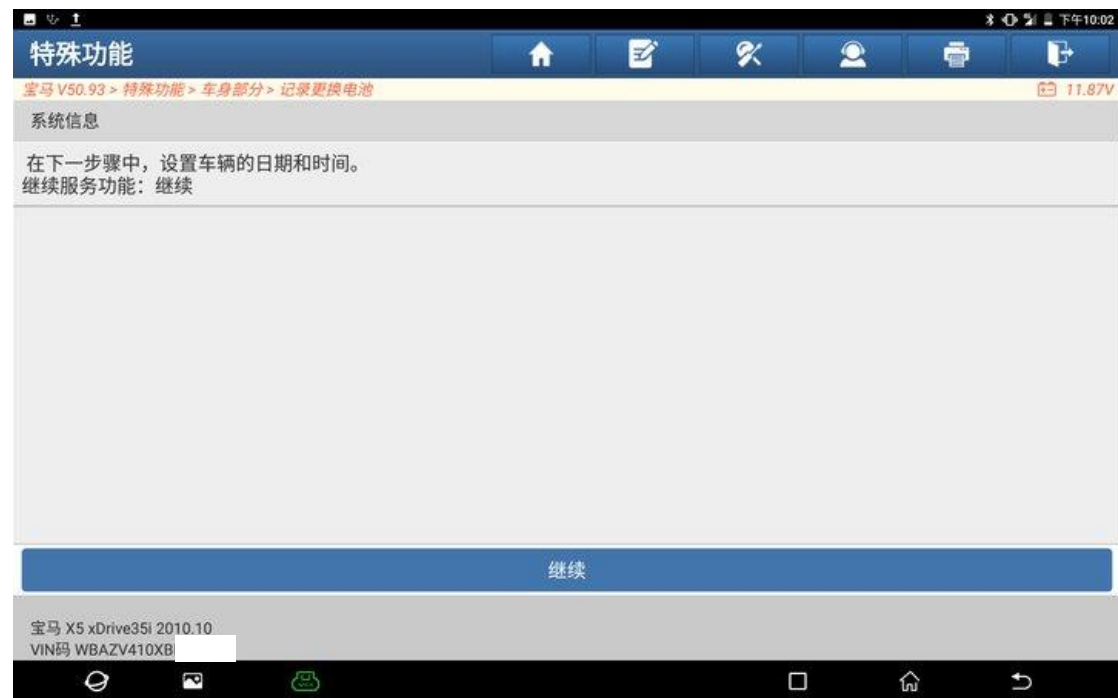 下午10:02
特殊功能
宝马 V50.93 > 特殊功能 > 车身部分 > 记录更换电池
11.87V
系统信息
在下一步骤中，设置车辆的日期和时间。
继续服务功能：继续
继续
宝马 X5 xDrive35i 2010.10
VIN码 WBAZV410XB